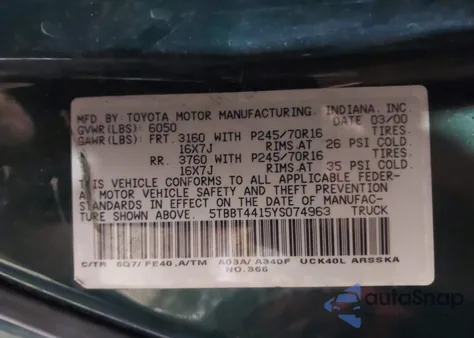 MFD.BY:TOYOTA MOTOR MANUFACTURING, INDIANA, INC.
GVWR(LBS): 6050 DATE 03/00
GAWR(LBS): FRT. 3160 WITH P245/70R16 TIRES.
16X7J RIMS.AT 26 PSI COLD.
RR. 3760 WITH P245/70R16 TIRES.
16X7J RIMS.AT 35 PSI COLD.
THIS VEHICLE CONFORMS TO ALL APPLICABLE FEDER-
AL MOTOR VEHICLE SAFETY AND THEFT PREVENTION
STANDARDS IN EFFECT ON THE DATE OF MANUFAC-
TURE SHOWN ABOVE. 5TBBT4415YS074963 TRUCK
C/TR 6Q7/FE40,A/TM A03A/A340F UCK40L ARSSKA
NO.366
autoSnap